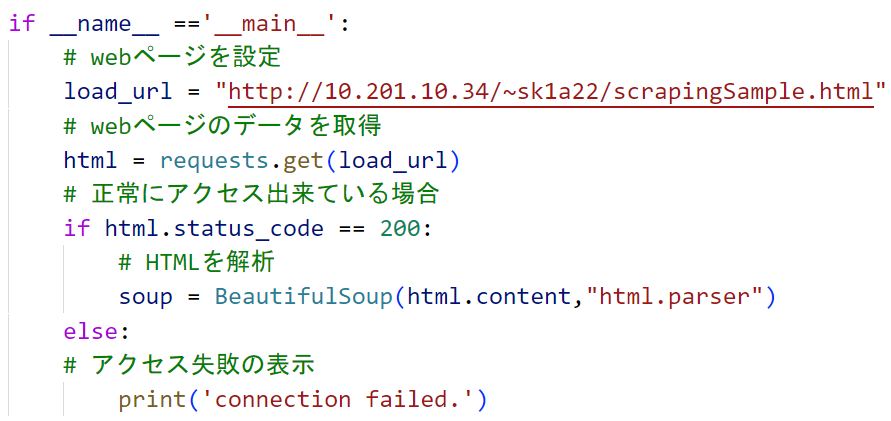 if __name__ =='__main__':
    # webページを設定
    load_url = "http://10.201.10.34/~sk1a22/scrapingSample.html"
    # webページのデータを取得
    html = requests.get(load_url)
    # 正常にアクセス出来ている場合
    if html.status_code == 200:
        # HTMLを解析
        soup = BeautifulSoup(html.content,"html.parser")
    else:
    # アクセス失敗の表示
        print('connection failed.')